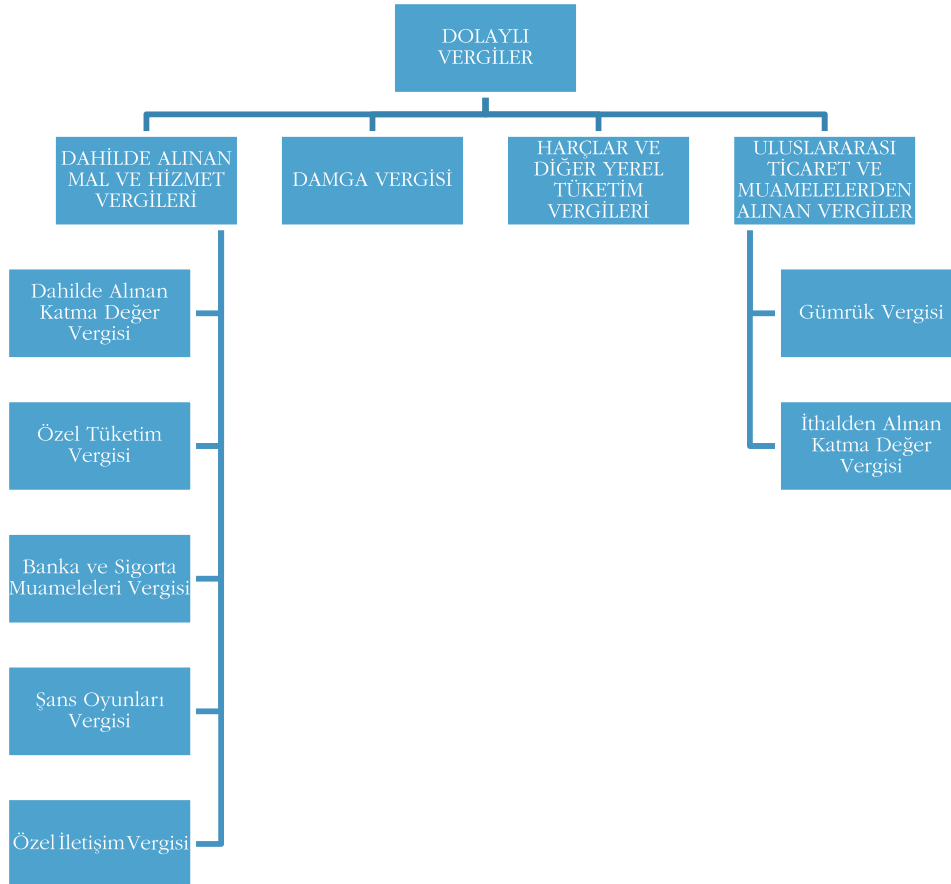 DOLAYLI
VERGİLER
DAHİLDE ALINAN
MAL VE HİZMET
VERGİLERİ
DAMGA VERGİSİ
HARÇLAR VE
DİĞER YEREL
TÜKETİM
VERGİLERİ
ULUSLARARASI
TİCARET VE
MUAMELELERDEN
ALINAN VERGİLER
Dahilde Alınan
Katma Değer
Vergisi
Özel Tüketim
Vergisi
Banka ve Sigorta
Muameleleri Vergisi
Şans Oyunları
Vergisi
Özel İletişim Vergisi
Gümrük Vergisi
İthalden Alınan
Katma Değer
Vergisi